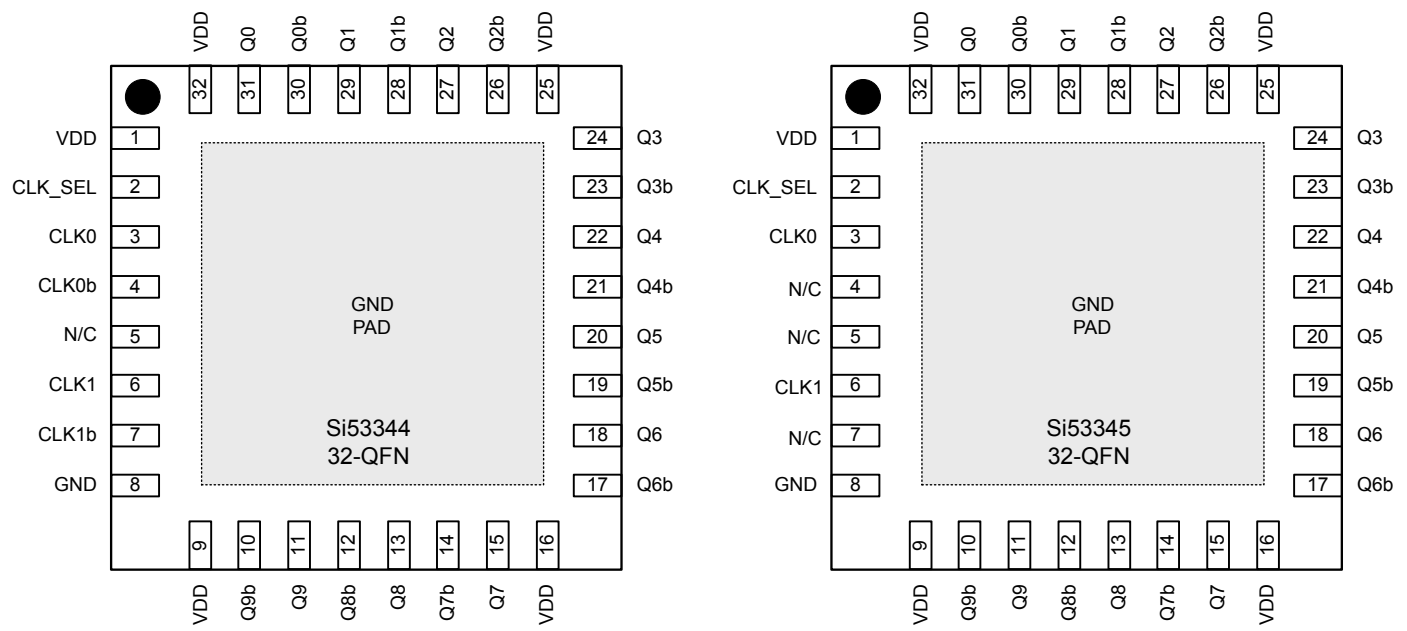 VDD
Q0
Q0b
Q1
Q1b
Q2
Q2b
VDD
32
31
30
29
28
27
26
25
VDD 1
CLK_SEL 2
CLK0 3
CLK0b 4
N/C 5
CLK1 6
CLK1b 7
GND 8
24 Q3
23 Q3b
22 Q4
21 Q4b
20 Q5
19 Q5b
18 Q6
17 Q6b
GND
PAD
Si53344
32-QFN
9
10
11
12
13
14
15
16
VDD
Q9b
Q9
Q8b
Q8
Q7b
Q7
VDD
VDD
Q0
Q0b
Q1
Q1b
Q2
Q2b
VDD
32
31
30
29
28
27
26
25
VDD 1
CLK_SEL 2
CLK0 3
N/C 4
N/C 5
CLK1 6
N/C 7
GND 8
24 Q3
23 Q3b
22 Q4
21 Q4b
20 Q5
19 Q5b
18 Q6
17 Q6b
GND
PAD
Si53345
32-QFN
9
10
11
12
13
14
15
16
VDD
Q9b
Q9
Q8b
Q8
Q7b
Q7
VDD